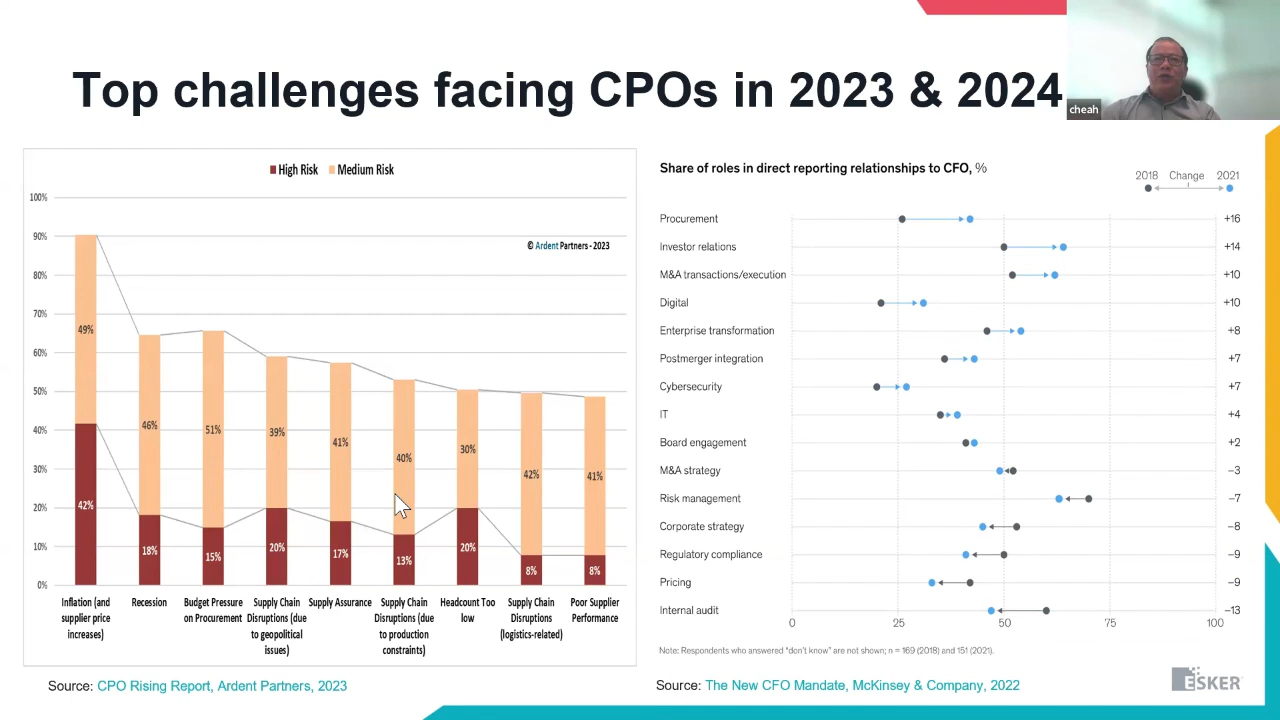 Top challenges facing CPOs in 2023 & 2024
cheah
High Risk Medium Risk
100%
90%
80%
70%
60%
50%
40%
30%
20%
10%
0%
© Ardent Partners - 2023
49%
46%
51%
39%
41%
40%
30%
42%
41%
42%
18%
15%
20%
17%
13%
20%
8%
8%
Inflation (and
supplier price
increases)
Recession
Budget Pressure
on Procurement
Supply Chain
Disruptions (due
to geopolitical
issues)
Supply Assurance
Supply Chain
Disruptions (due
to production
constraints)
Headcount Too
low
Supply Chain
Disruptions
(logistics-related)
Poor Supplier
Performance
Source: CPO Rising Report, Ardent Partners, 2023
Share of roles in direct reporting relationships to CFO, %
2018 Change 2021
Procurement +16
Investor relations +14
M&A transactions/execution +10
Digital +10
Enterprise transformation +8
Postmerger integration +7
Cybersecurity +7
IT +4
Board engagement +2
M&A strategy −3
Risk management −7
Corporate strategy −8
Regulatory compliance −9
Pricing −9
Internal audit −13
0 25 50 75 100
Note: Respondents who answered “don’t know” are not shown; n = 169 (2018) and 151 (2021).
Source: The New CFO Mandate, McKinsey & Company, 2022
ESKER